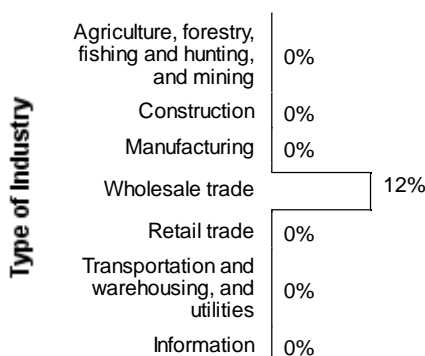 Type of Industry
Agriculture, forestry,
fishing and hunting,
and mining
0%
Construction
0%
Manufacturing
0%
Wholesale trade
12%
Retail trade
0%
Transportation and
warehousing, and
utilities
0%
Information
0%